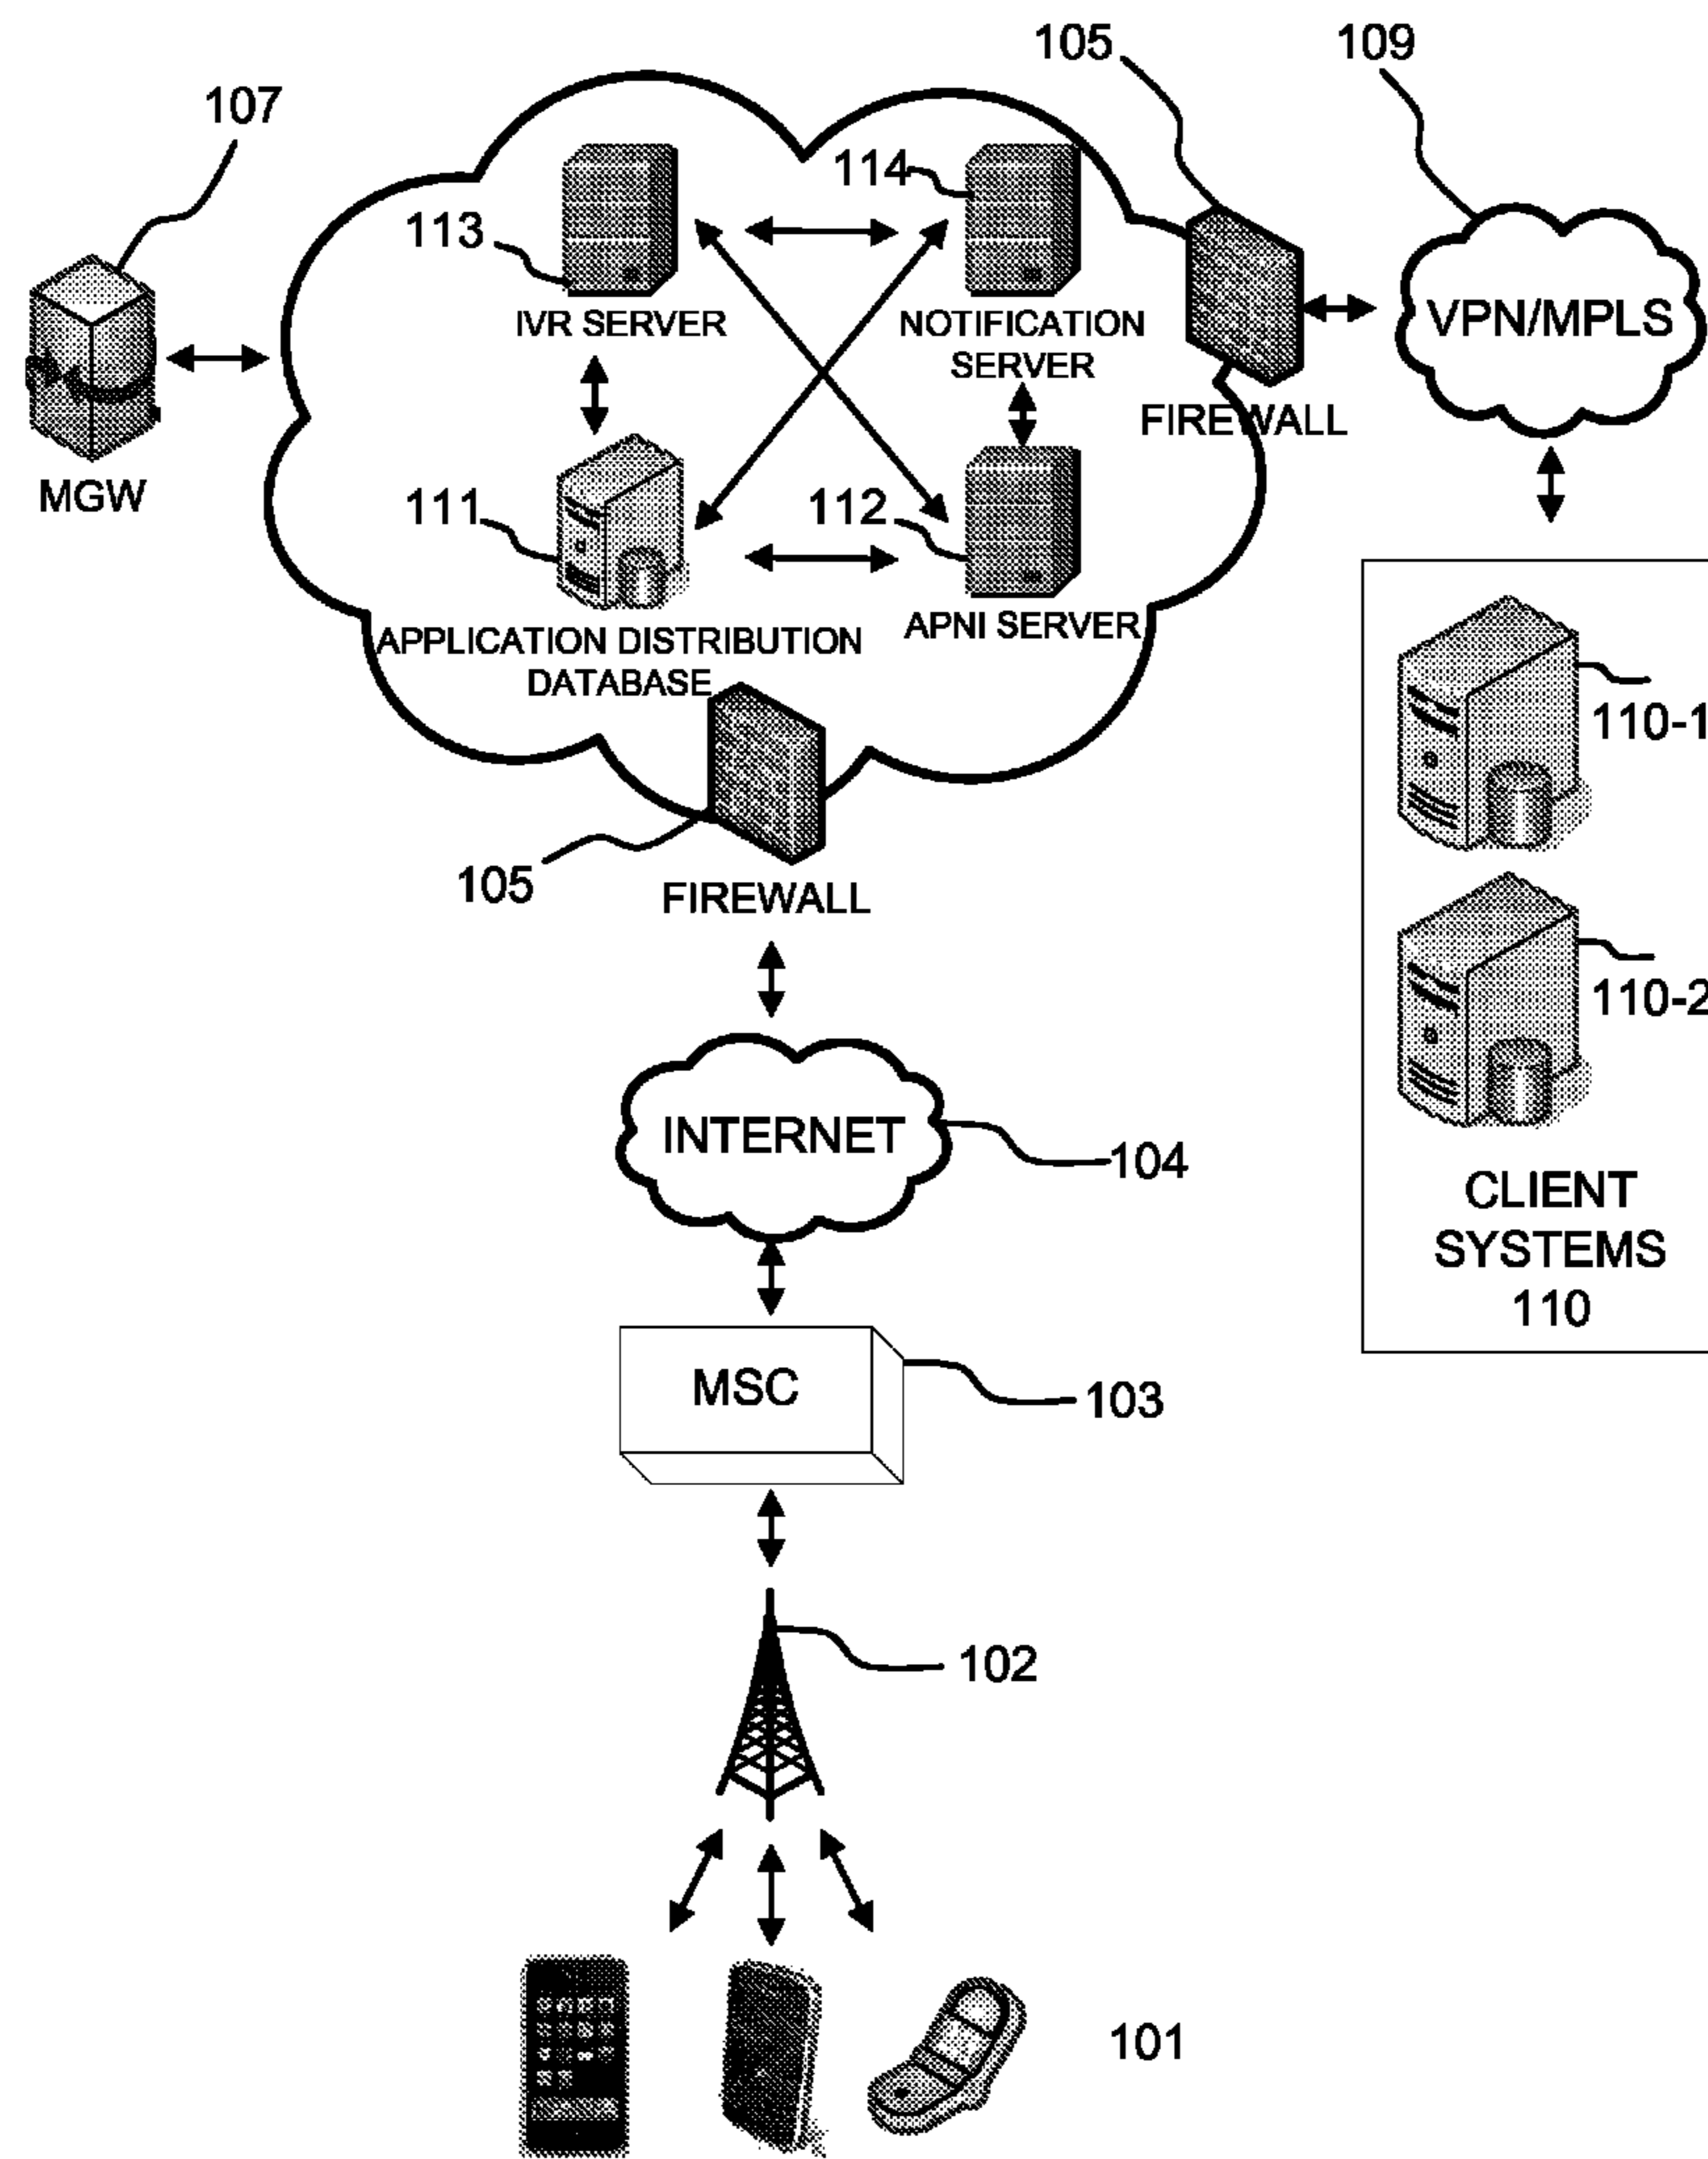 105
109
107
114
113
IVR SERVER
NOTIFICATION
SERVER
VPN/MPLS
FIREWALL
MGW
111
112
APPLICATION DISTRIBUTION
DATABASE
APNI SERVER
110-1
105
FIREWALL
110-2
INTERNET
104
CLIENT
SYSTEMS
110
MSC
103
102
101